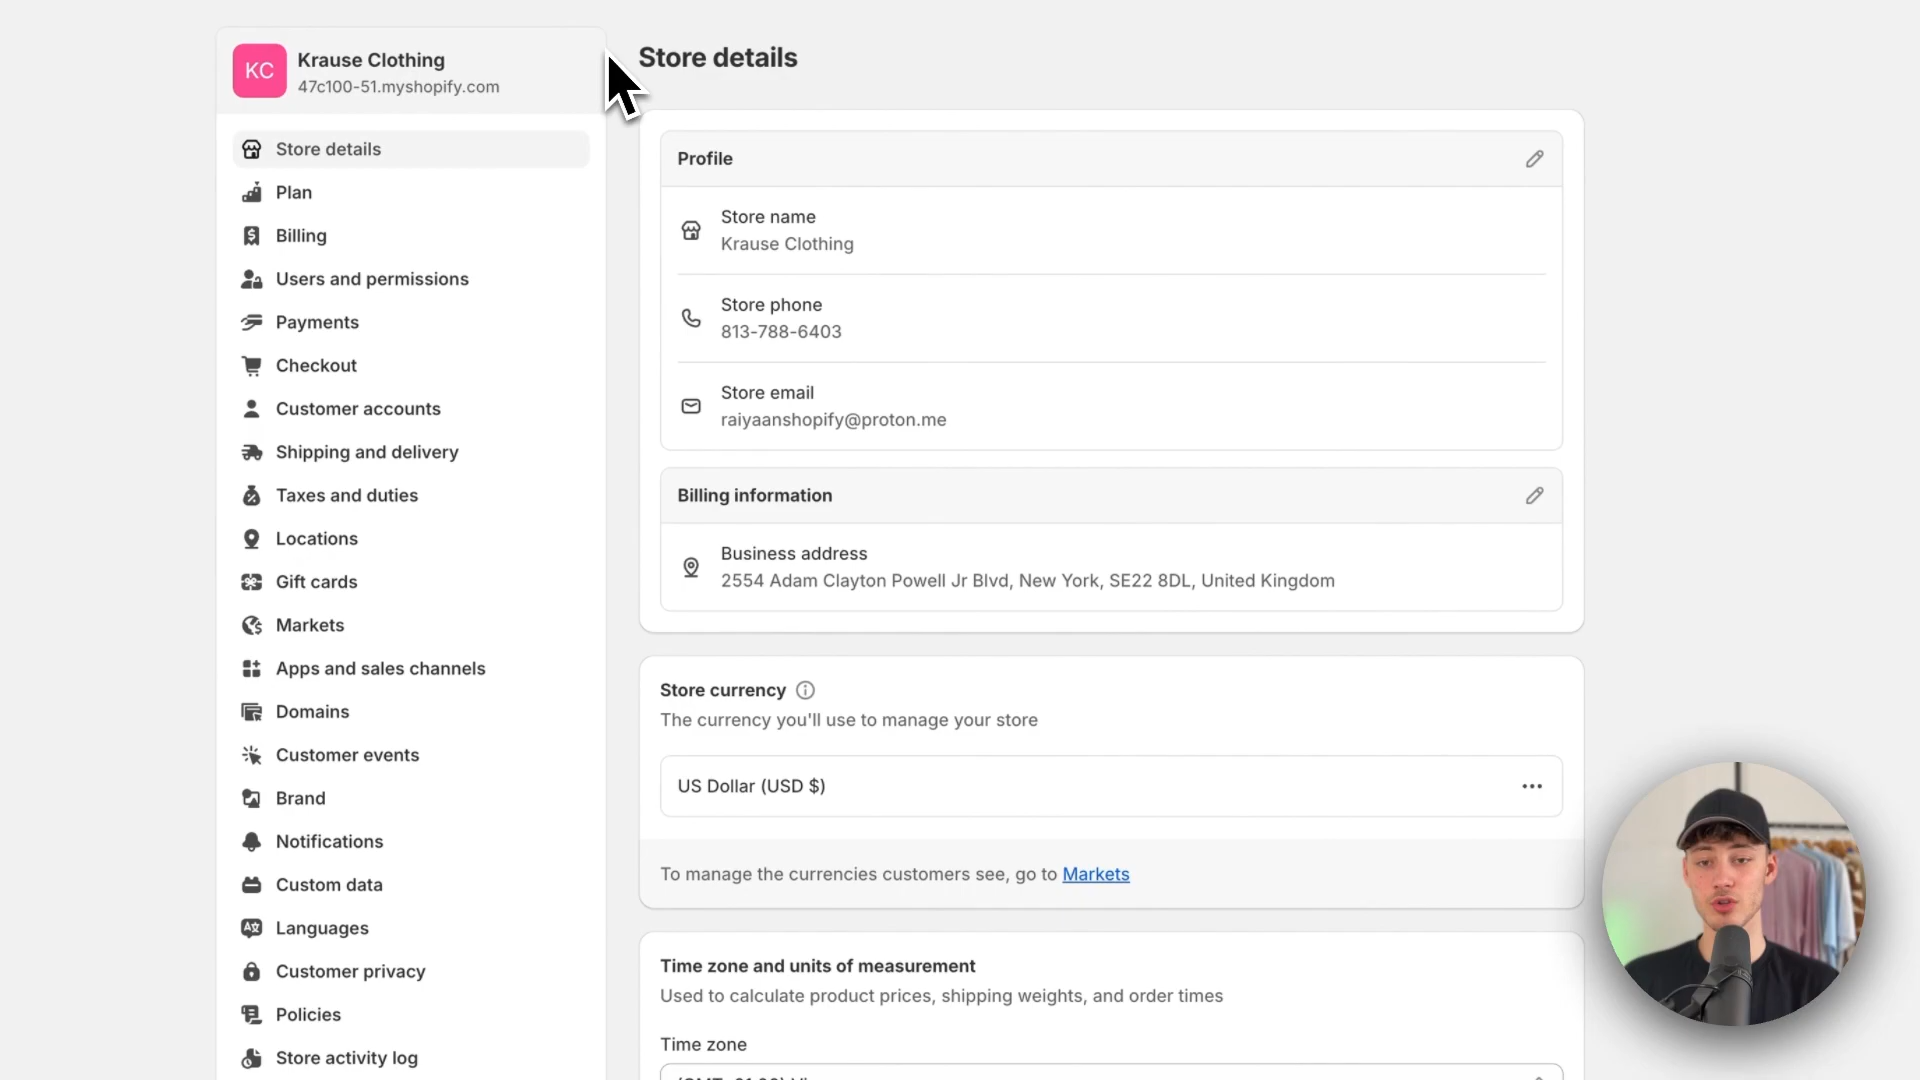 KC
Krause Clothing
47c100-51.myshopify.com
Store details
Plan
Billing
Users and permissions
Payments
Checkout
Customer accounts
Shipping and delivery
Taxes and duties
Locations
Gift cards
Markets
Apps and sales channels
Domains
Customer events
Brand
Notifications
Custom data
Languages
Customer privacy
Policies
Store activity log
Store details
Profile
Store name
Krause Clothing
Store phone
813-788-6403
Store email
raiyaanshopify@proton.me
Billing information
Business address
2554 Adam Clayton Powell Jr Blvd, New York, SE22 8DL, United Kingdom
Store currency
The currency you'll use to manage your store
US Dollar (USD $)
To manage the currencies customers see, go to Markets
Time zone and units of measurement
Used to calculate product prices, shipping weights, and order times
Time zone